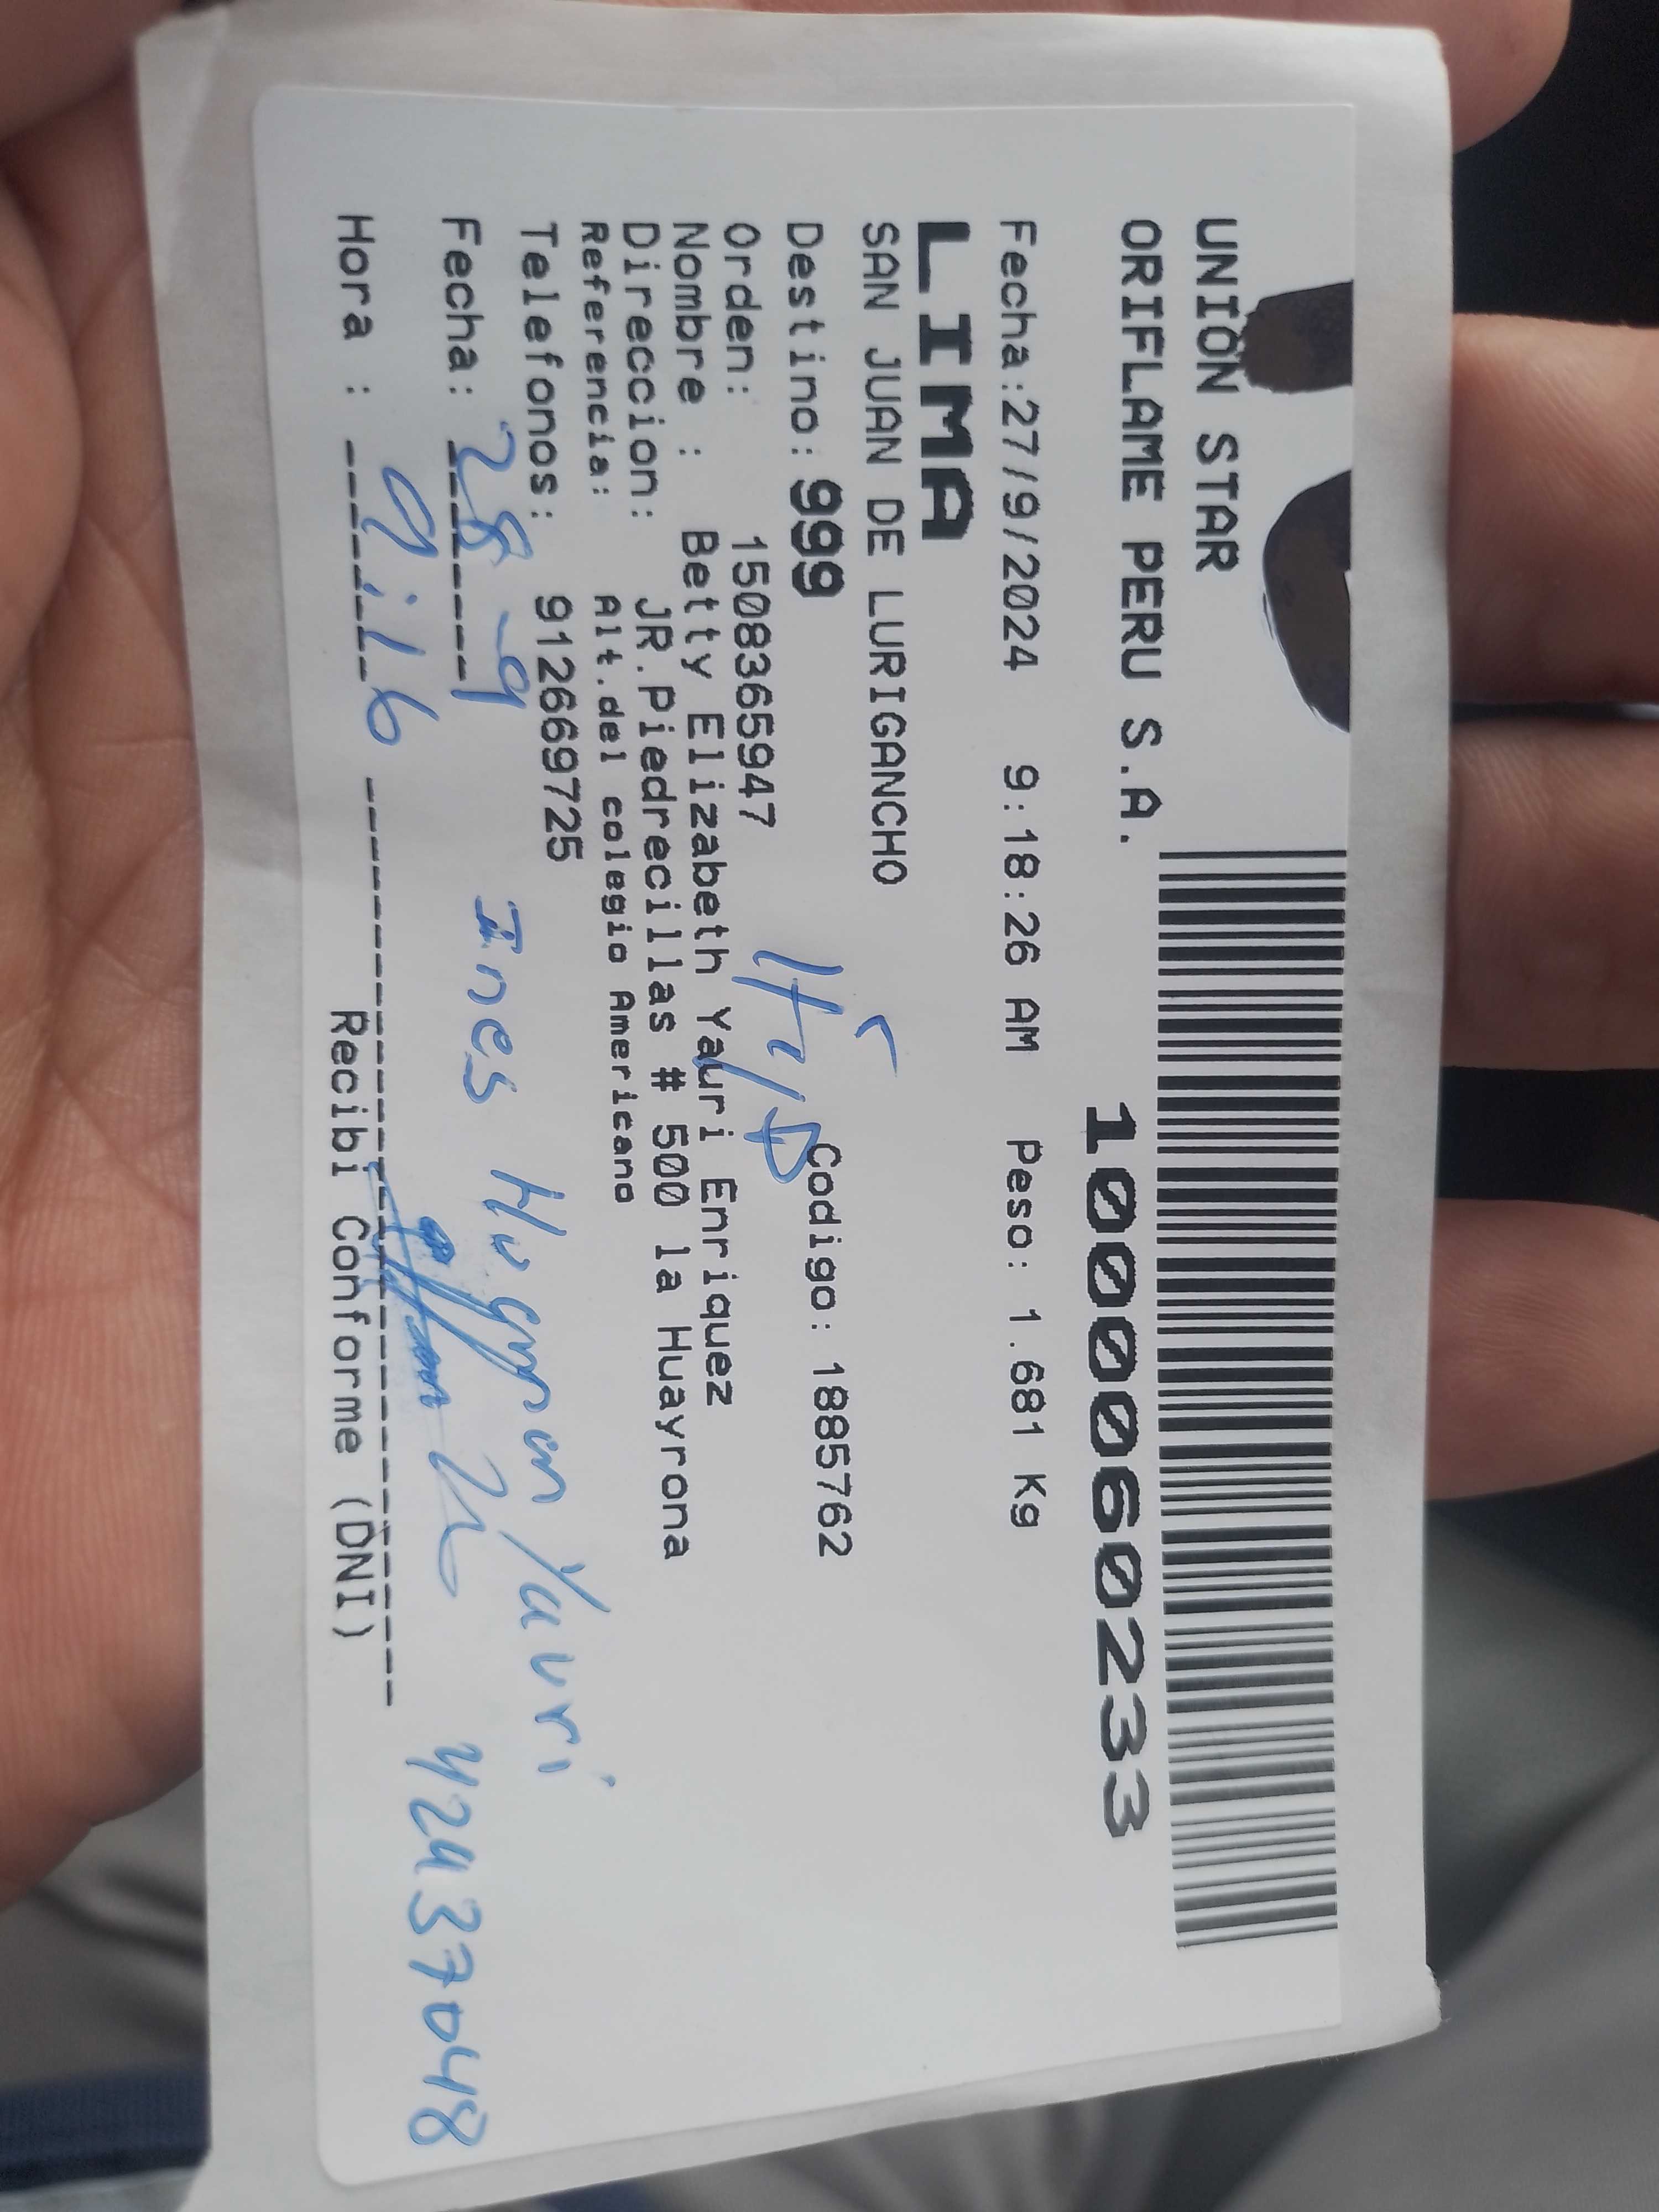 UNION STAR
ORIFLAME PERU S.A.
10000060233
Fecha:27/9/2024 9:18:26 AM Peso: 1.681 Kg
LIMA
SAN JUAN DE LURIGANCHO
Destino: 999 Codigo: 1885762
Orden: 1508365947
Nombre : Betty Elizabeth Yauri Enriquez
Direccion: JR.Piedrecillas # 500 la Huayrona
Referencia: Alt.del colegio Americano
Telefonos: 912669725
Ines Huaman Yauri
Fecha: 28-9
42437048
Hora : 9:16
Recibi Conforme (DNI)